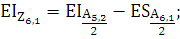 EI_{Z_{6,1}} = EI_{\frac{A_{5,2}}{2}} − ES_{\frac{A_{6,1}}{2}};